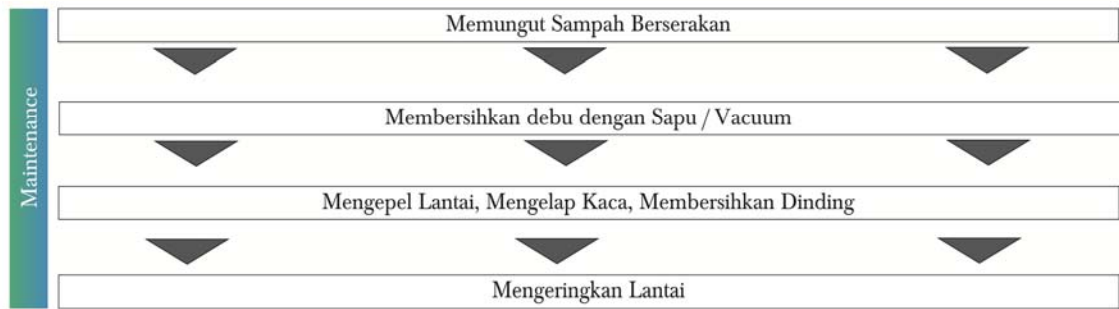 Maintenance
Memungut Sampah Berserakan
Membersihkan debu dengan Sapu / Vacuum
Mengepel Lantai, Mengelap Kaca, Membersihkan Dinding
Mengeringkan Lantai